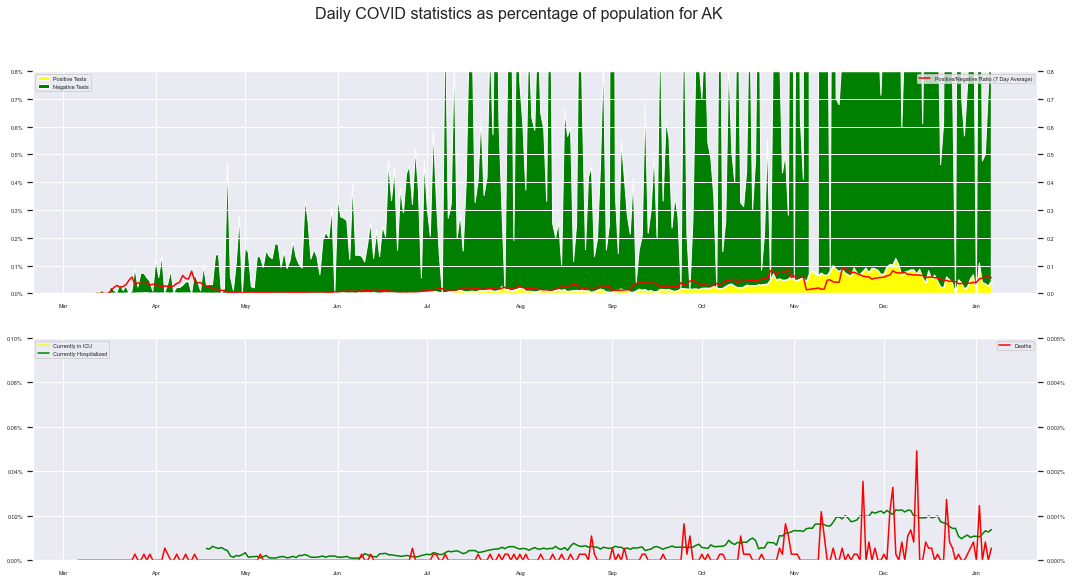 Daily COVID statistics as percentage of population for AK
Positive Tests
Negative Tests
Positive/Negative Ratio (7 Day Average)
0.8% 0.8
0.7% 0.7
0.6% 0.6
0.5% 0.5
0.4% 0.4
0.3% 0.3
0.2% 0.2
0.1% 0.1
0.0% 0.0
Mar Apr May Jun Jul Aug Sep Oct Nov Dec Jan
Currently in ICU
Currently Hospitalized
Deaths
0.10% 0.005%
0.08% 0.004%
0.06% 0.003%
0.04% 0.002%
0.02% 0.001%
0.00% 0.000%
Mar Apr May Jun Jul Aug Sep Oct Nov Dec Jan